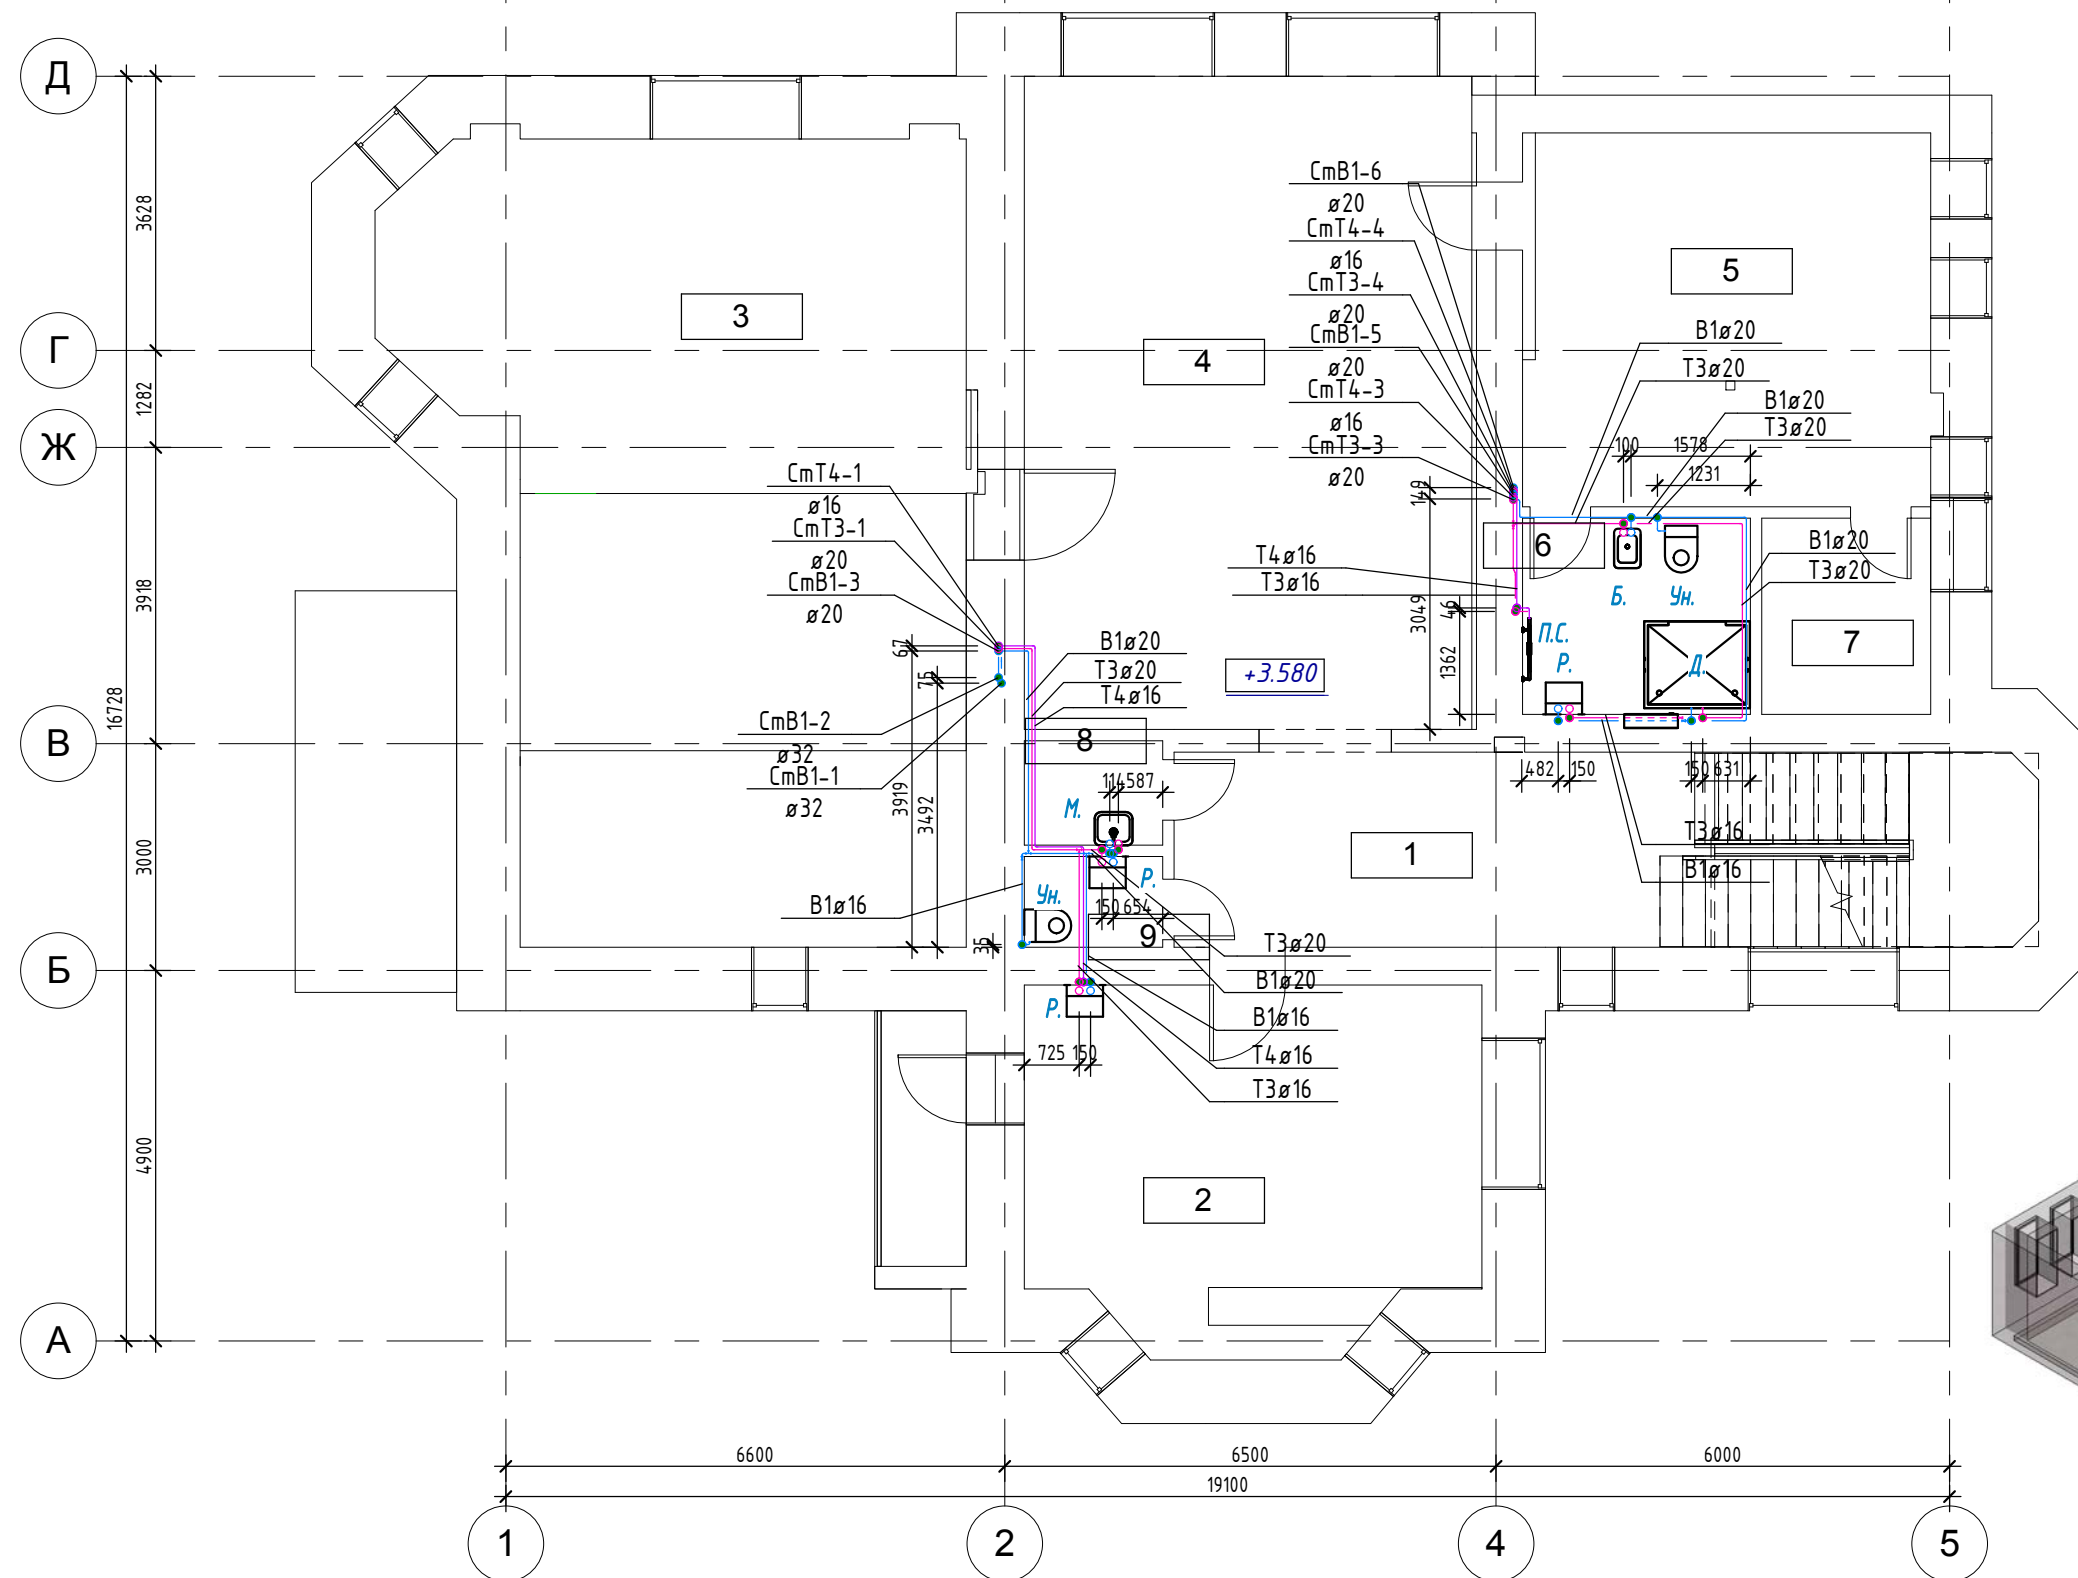 Д
СтВ1-6
ø20
СтТ4-4
ø16
СтТ3-4
ø20
СтВ1-5
ø20
СтТ4-3
ø16
СтТ3-3
ø20
3628
3
5
4
Г
В1ø20
Т3ø20
В1ø20
Т3ø20
1282
Ж
100
1578
1231
СтТ4-1
ø16
СтТ3-1
ø20
СтВ1-3
ø20
149
6
Т4ø16
Т3ø16
В1ø20
Т3ø20
3918
Б.
Ун.
3049
46
П.С.
Р.
Д.
7
67
75
В1ø20
Т3ø20
Т4ø16
+3.580
1362
16728
СтВ1-2
ø32
СтВ1-1
ø32
В
8
114
587
482
150
150
631
3919
3492
М.
3000
1
Т3ø16
В1ø16
В1ø16
Ун.
Р.
150
654
35
9
Т3ø20
В1ø20
В1ø16
Т4ø16
Т3ø16
Б
Р.
725
150
4900
2
А
6600
6500
6000
19100
1
2
4
5